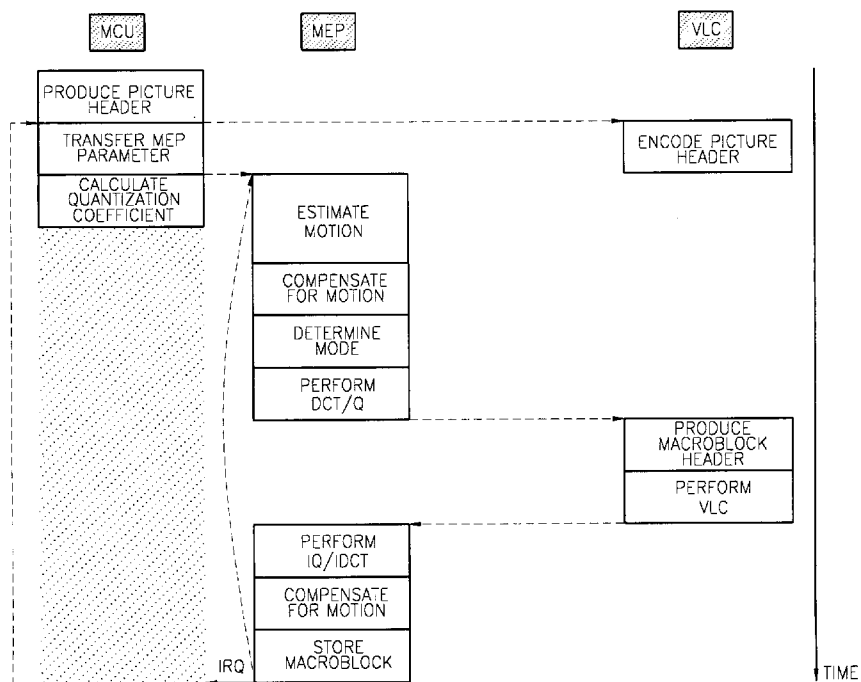 MCU
MEP
VLC
PRODUCE PICTURE
HEADER
TRANSFER MEP
PARAMETER
ENCODE PICTURE
HEADER
CALCULATE
QUANTIZATION
COEFFICIENT
ESTIMATE
MOTION
COMPENSATE
FOR MOTION
DETERMINE
MODE
PERFORM
DCT/Q
PRODUCE
MACROBLOCK
HEADER
PERFORM
VLC
PERFORM
IQ/IDCT
COMPENSATE
FOR MOTION
STORE
MACROBLOCK
IRQ
TIME